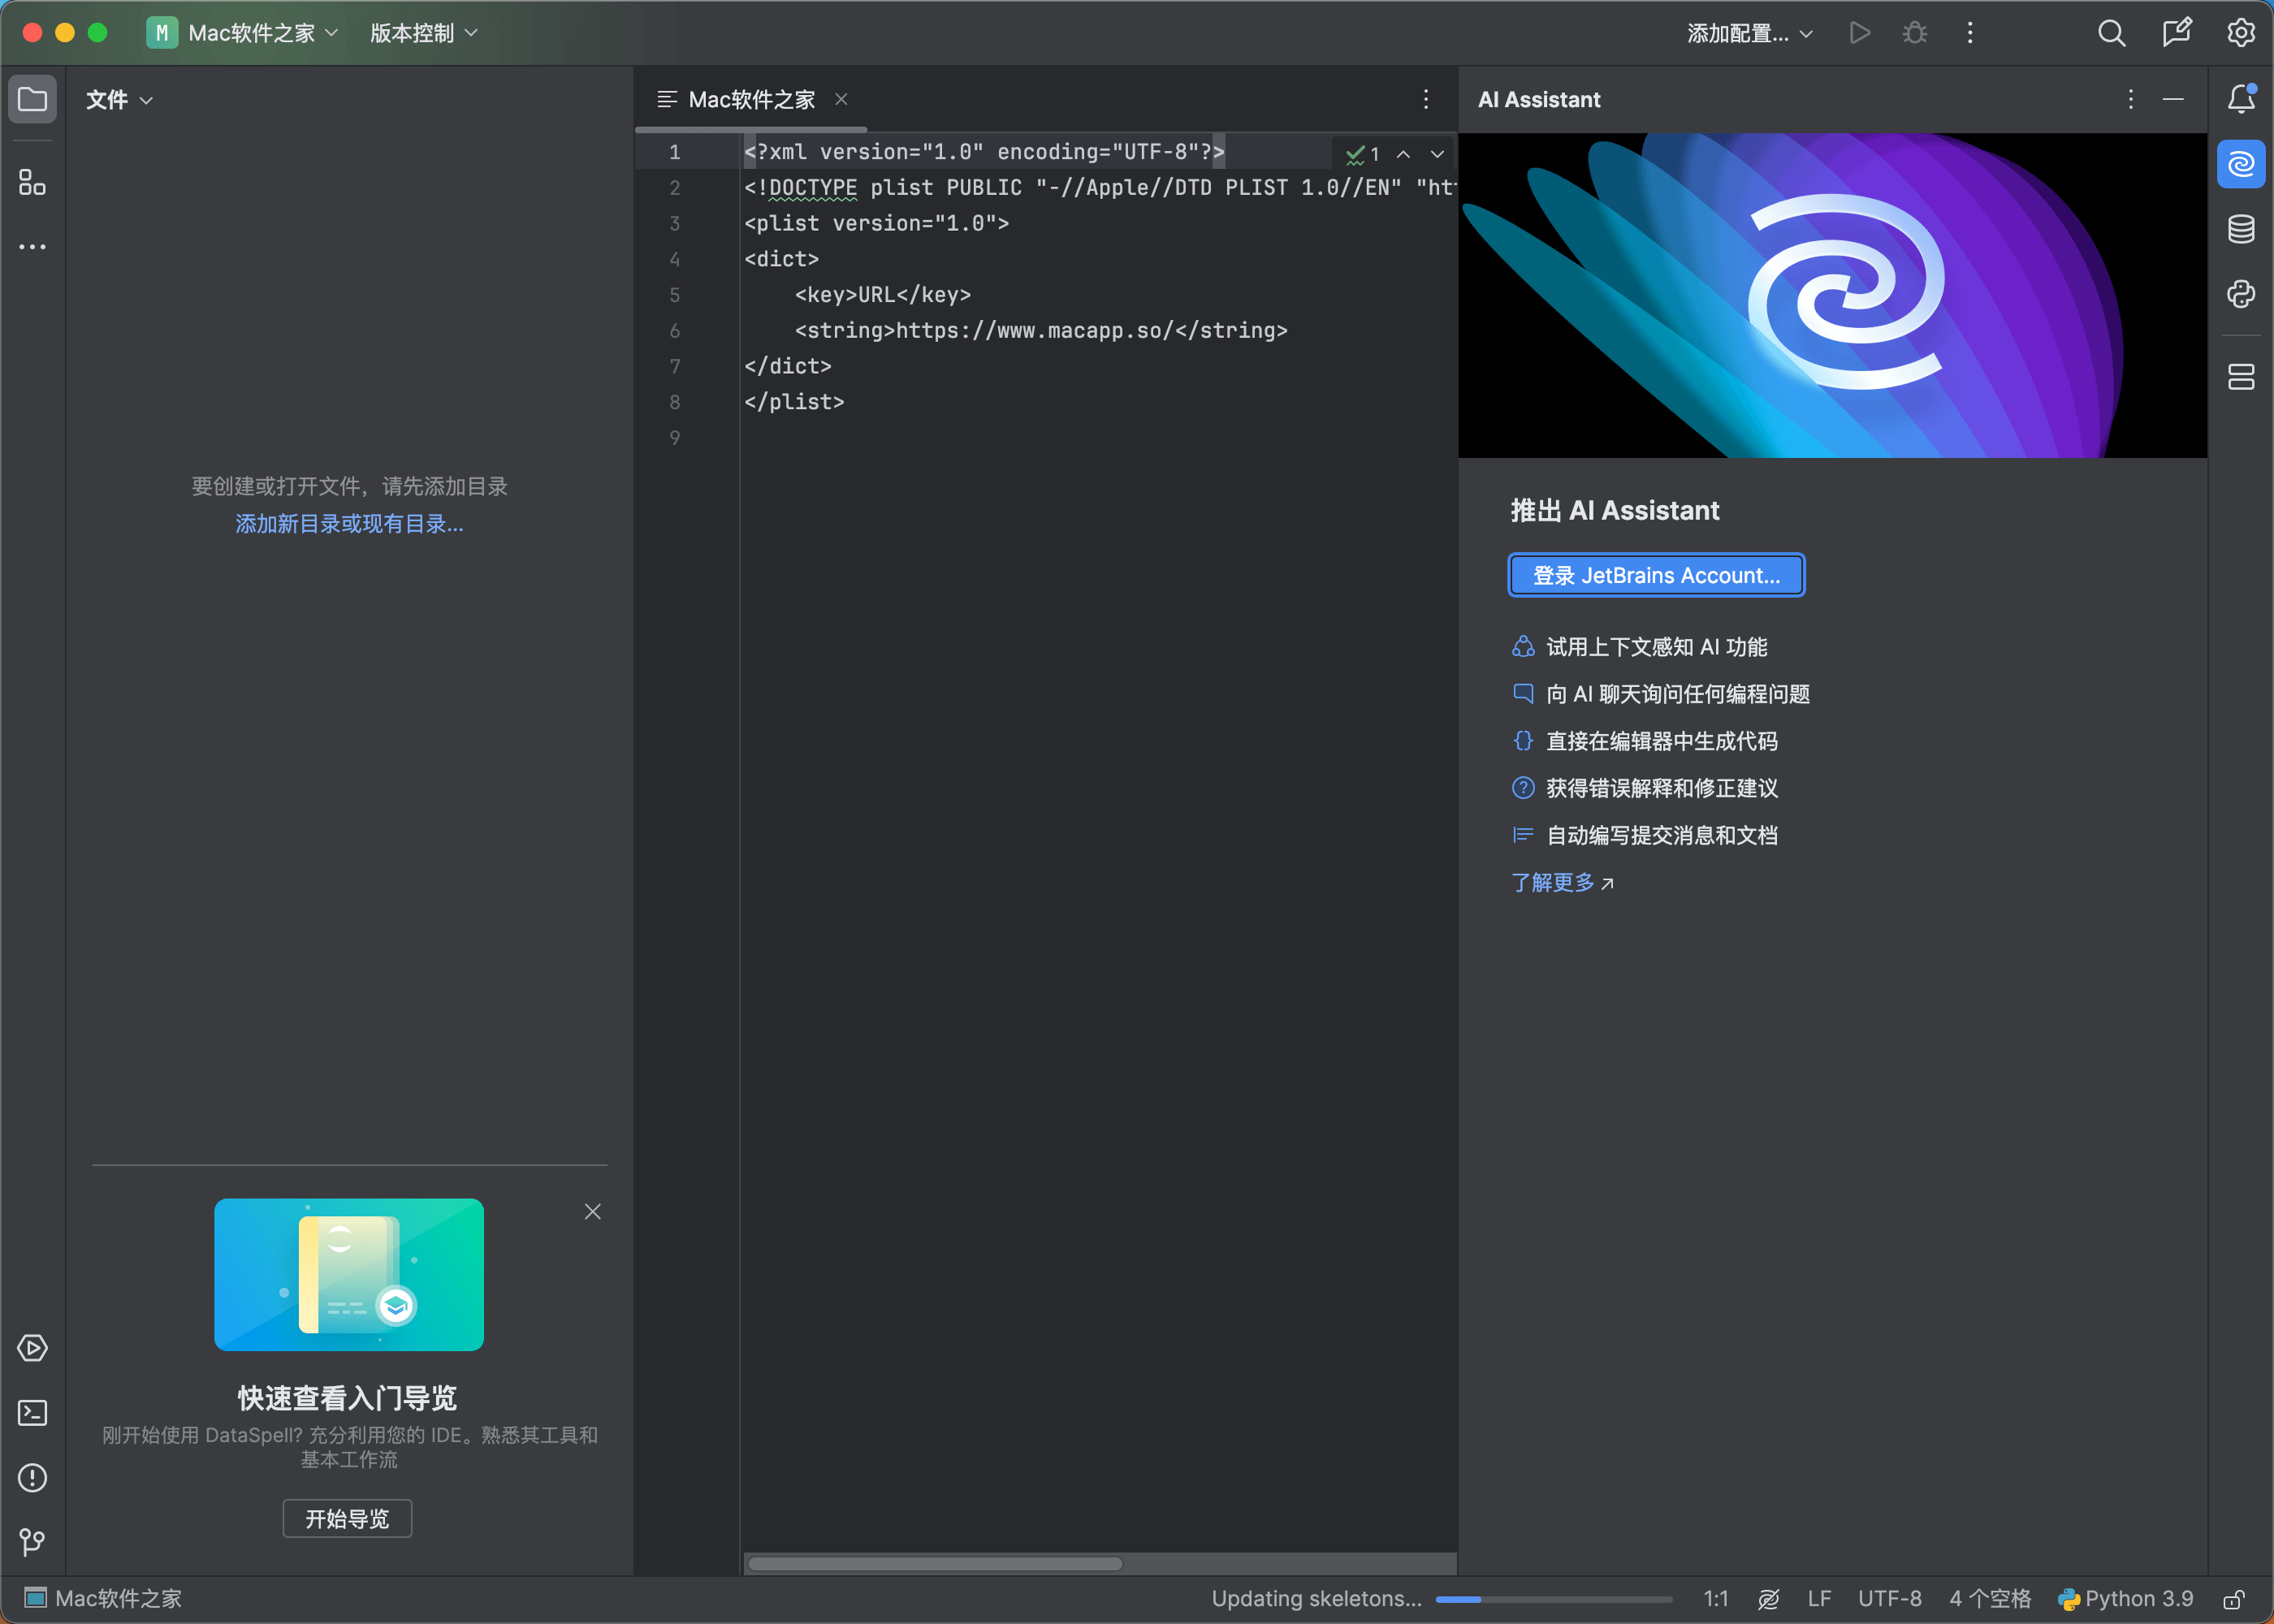 M Mac软件之家 版本控制 添加配置...
文件
Mac软件之家
AI Assistant
1 <?xml version="1.0" encoding="UTF-8"?> 1
2 <!DOCTYPE plist PUBLIC "-//Apple//DTD PLIST 1.0//EN" "ht
3 <plist version="1.0">
4 <dict>
5 <key>URL</key>
6 <string>https://www.macapp.so/</string>
7 </dict>
8 </plist>
9
要创建或打开文件，请先添加目录
添加新目录或现有目录...
推出 AI Assistant
登录 JetBrains Account...
试用上下文感知 AI 功能
向 AI 聊天询问任何编程问题
直接在编辑器中生成代码
获得错误解释和修正建议
自动编写提交消息和文档
了解更多
快速查看入门导览
刚开始使用 DataSpell? 充分利用您的 IDE。熟悉其工具和
基本工作流
开始导览
Mac软件之家 Updating skeletons... 1:1 LF UTF-8 4 个空格 Python 3.9